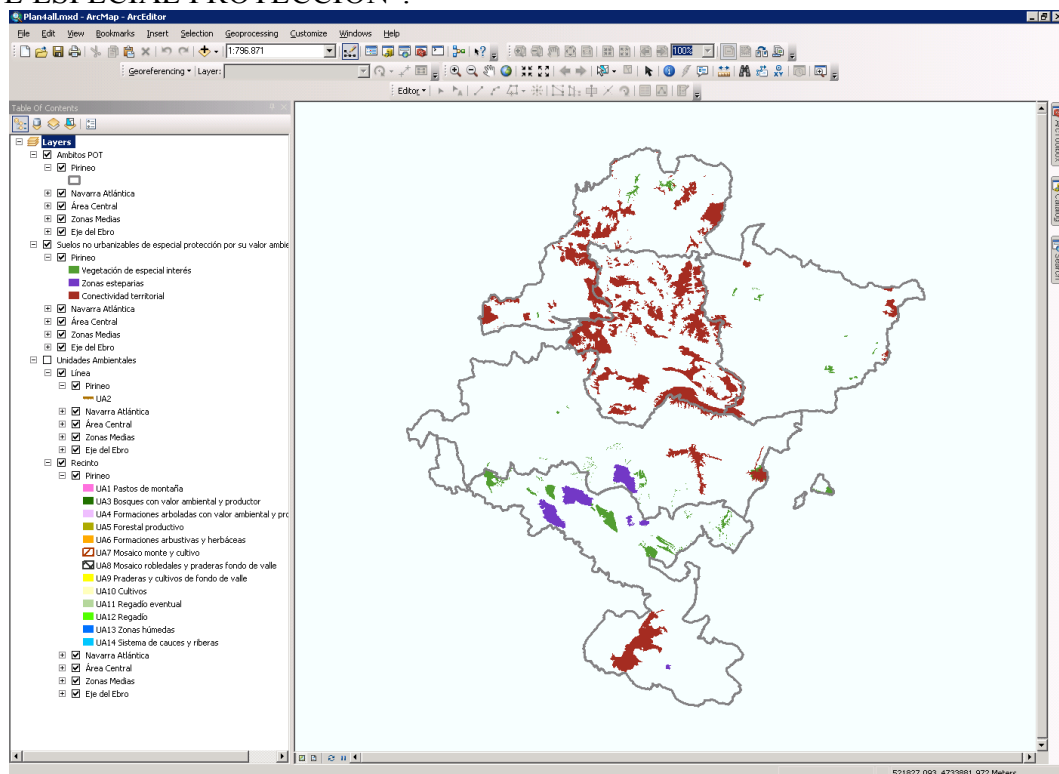 E ESPECIAL PROTECCIÓN".
Plan4all.mxd - ArcMap - ArcEditor
File Edit View Bookmarks Insert Selection Geoprocessing Customize Windows Help
1:796.871
100%
Georeferencing Layer:
Editor
Table Of Contents
Layers
Ambitos POT
Pirineo
Navarra Atlántica
Área Central
Zonas Medias
Eje del Ebro
Suelos no urbanizables de especial protección por su valor ambie
Pirineo
Vegetación de especial interés
Zonas esteparias
Conectividad territorial
Navarra Atlántica
Área Central
Zonas Medias
Eje del Ebro
Unidades Ambientales
Línea
Pirineo
UA2
Navarra Atlántica
Área Central
Zonas Medias
Eje del Ebro
Recinto
Pirineo
UA1 Pastos de montaña
UA3 Bosques con valor ambiental y productor
UA4 Formaciones arboladas con valor ambiental y prc
UA5 Forestal productivo
UA6 Formaciones arbustivas y herbáceas
UA7 Mosaico monte y cultivo
UA8 Mosaico robledales y praderas fondo de valle
UA9 Praderas y cultivos de fondo de valle
UA10 Cultivos
UA11 Regadío eventual
UA12 Regadío
UA13 Zonas húmedas
UA14 Sistema de cauces y riberas
Navarra Atlántica
Área Central
Zonas Medias
Eje del Ebro
Catalog
Search
521827,093 4733881,972 Meters